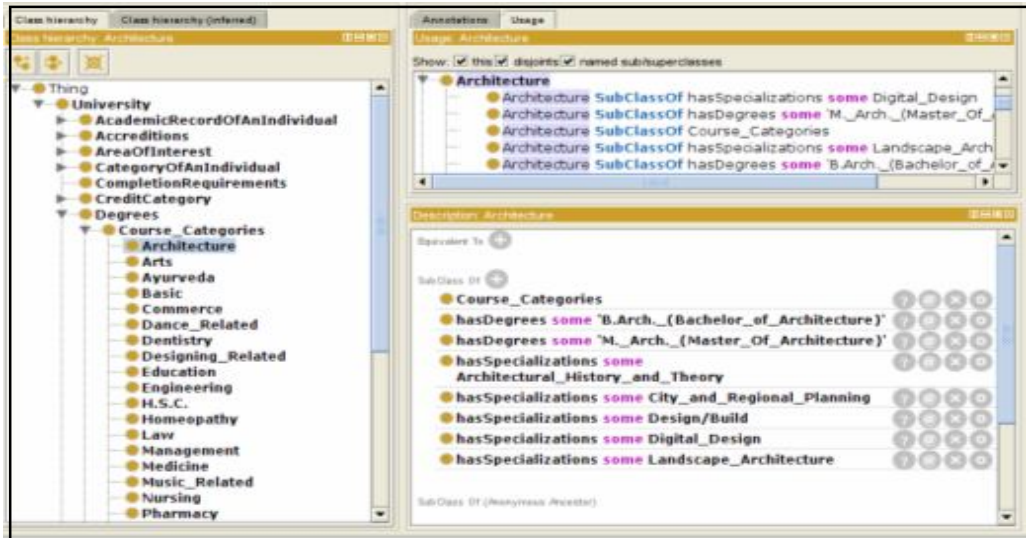 Class hierarchy
Class hierarchy (inferred)
Class hierarchy: Architecture
Thing
University
AcademicRecordOfAnIndividual
Accreditions
AreaOfInterest
CategoryOfAnIndividual
CompletionRequirements
CreditCategory
Degrees
Course_Categories
Architecture
Arts
Ayurveda
Basic
Commerce
Dance_Related
Dentistry
Designing_Related
Education
Engineering
H.S.C.
Homeopathy
Law
Management
Medicine
Music_Related
Nursing
Pharmacy
Annotations
Usage
Usage: Architecture
Show: this disjoints named sub/superclasses
Architecture
Architecture SubClassOf hasSpecializations some Digital_Design
Architecture SubClassOf hasDegrees some 'M._Arch._(Master_Of_
Architecture SubClassOf Course_Categories
Architecture SubClassOf hasSpecializations some Landscape_Arch
Architecture SubClassOf hasDegrees some 'B.Arch._(Bachelor_of_
Description: Architecture
Equivalent To
SubClass Of
Course_Categories
hasDegrees some 'B.Arch._(Bachelor_of_Architecture)'
hasDegrees some 'M._Arch._(Master_Of_Architecture)'
hasSpecializations some
Architectural_History_and_Theory
hasSpecializations some City_and_Regional_Planning
hasSpecializations some Design/Build
hasSpecializations some Digital_Design
hasSpecializations some Landscape_Architecture
SubClass Of (Anonymous Ancestor)